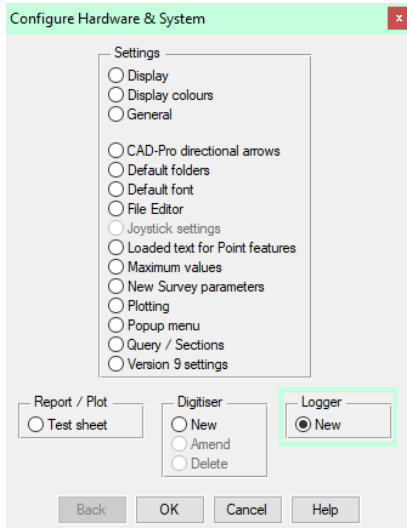 Configure Hardware & System
x
Settings
Display
Display colours
General
CAD-Pro directional arrows
Default folders
Default font
File Editor
Joystick settings
Loaded text for Point features
Maximum values
New Survey parameters
Plotting
Popup menu
Query / Sections
Version 9 settings
Report / Plot
Test sheet
Digitiser
New
Amend
Delete
Logger
New
Back OK Cancel Help